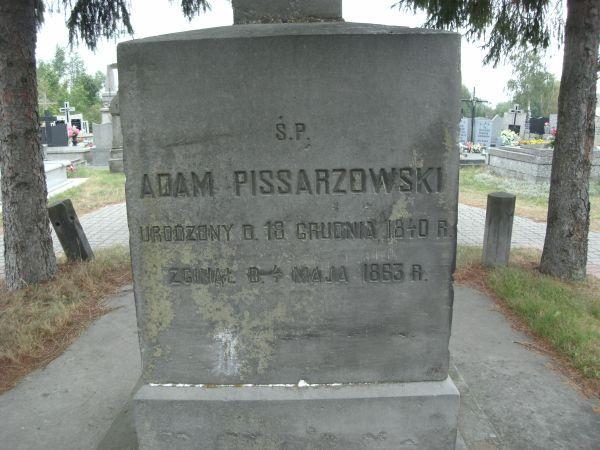 Ś.P.
ADAM PISSARZOWSKI
URODZONY D. 18 GRUDNIA 1840 R.
ZGINĄŁ D. 4 MAJA 1863 R.